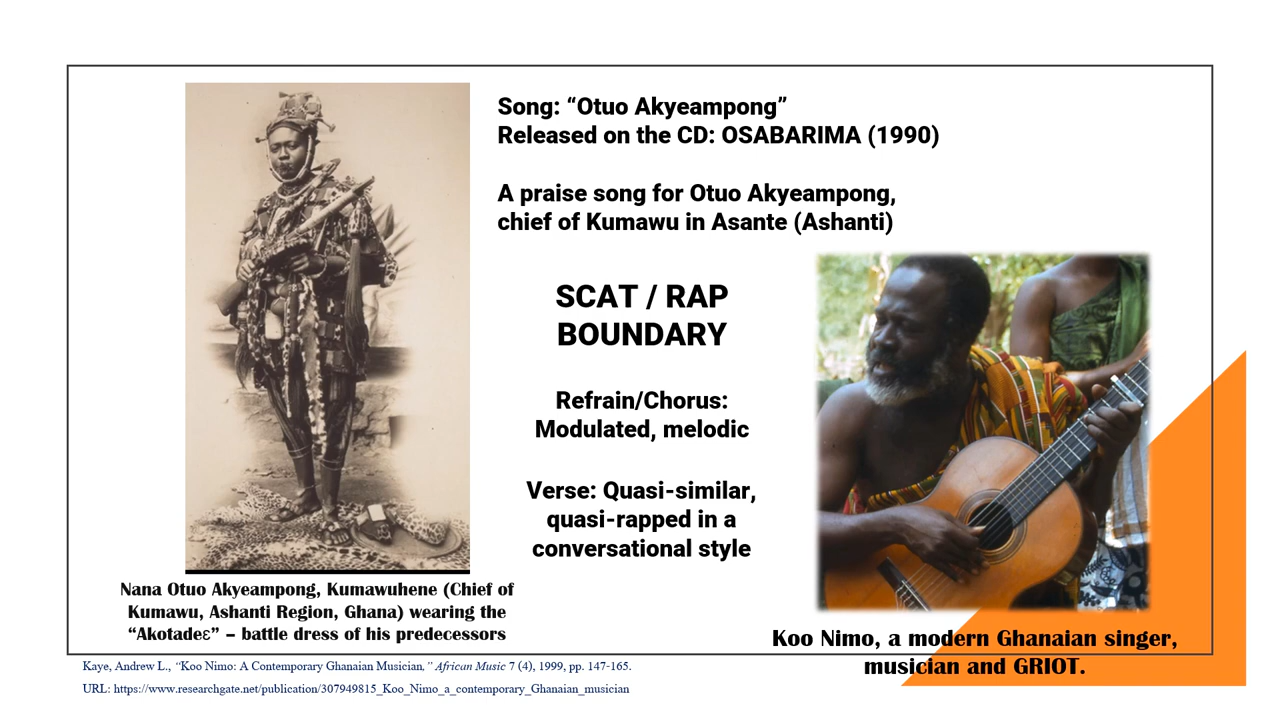 Song: “Otuo Akyeampong”
Released on the CD: OSABARIMA (1990)
A praise song for Otuo Akyeampong,
chief of Kumawu in Asante (Ashanti)
SCAT / RAP
BOUNDARY
Refrain/Chorus:
Modulated, melodic
Verse: Quasi-similar,
quasi-rapped in a
conversational style
Nana Otuo Akyeampong, Kumawuhene (Chief of
Kumawu, Ashanti Region, Ghana) wearing the
“Akotadeε” – battle dress of his predecessors
Koo Nimo, a modern Ghanaian singer,
musician and GRIOT.
Kaye, Andrew L., “Koo Nimo: A Contemporary Ghanaian Musician,” African Music 7 (4), 1999, pp. 147-165.
URL: https://www.researchgate.net/publication/307949815_Koo_Nimo_a_contemporary_Ghanaian_musician